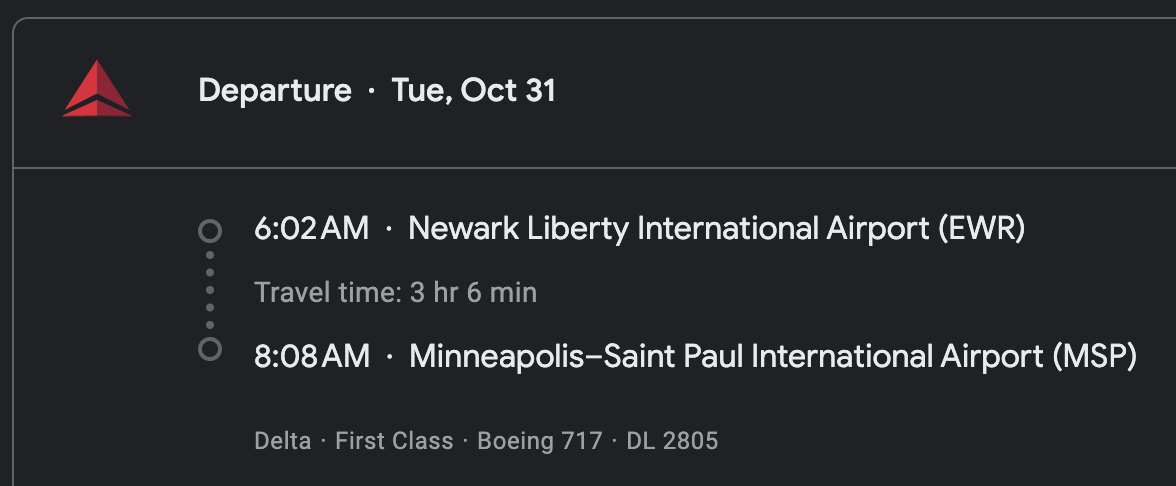 Departure · Tue, Oct 31
6:02 AM · Newark Liberty International Airport (EWR)
Travel time: 3 hr 6 min
8:08 AM · Minneapolis–Saint Paul International Airport (MSP)
Delta · First Class · Boeing 717 · DL 2805